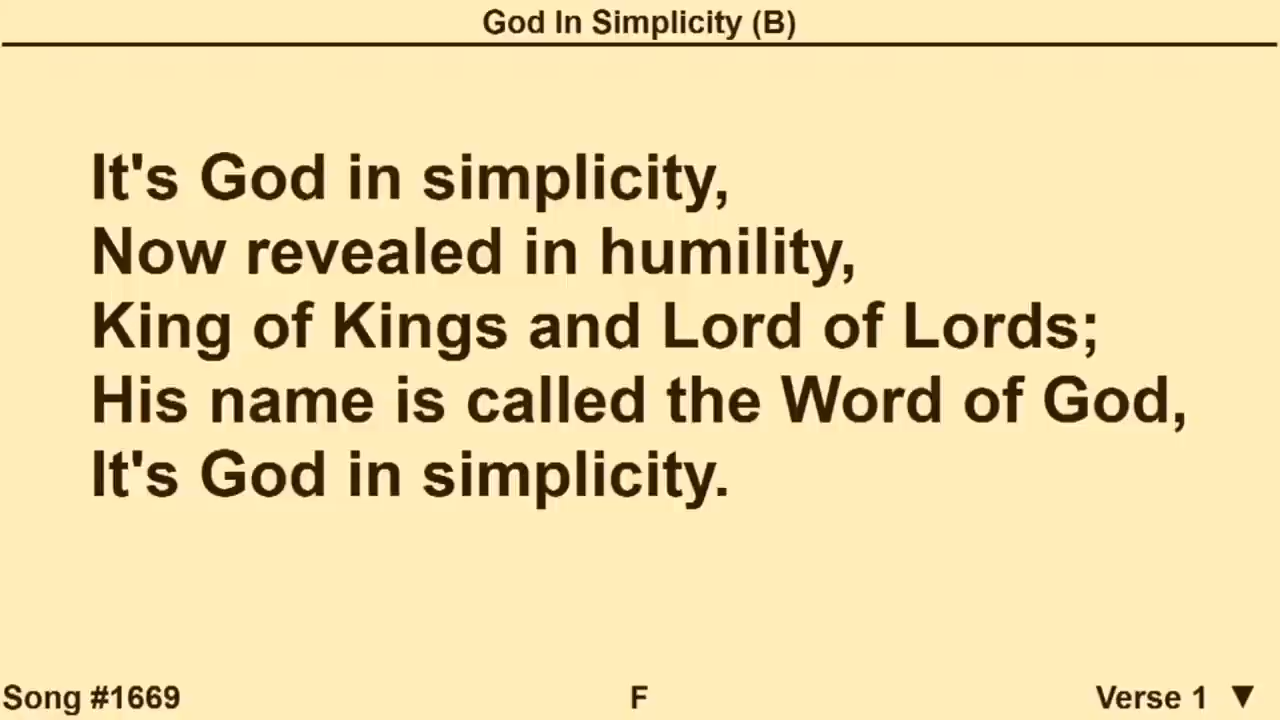 God In Simplicity (B)
It's God in simplicity,
Now revealed in humility,
King of Kings and Lord of Lords;
His name is called the Word of God,
It's God in simplicity.
Song #1669 F Verse 1 ▼